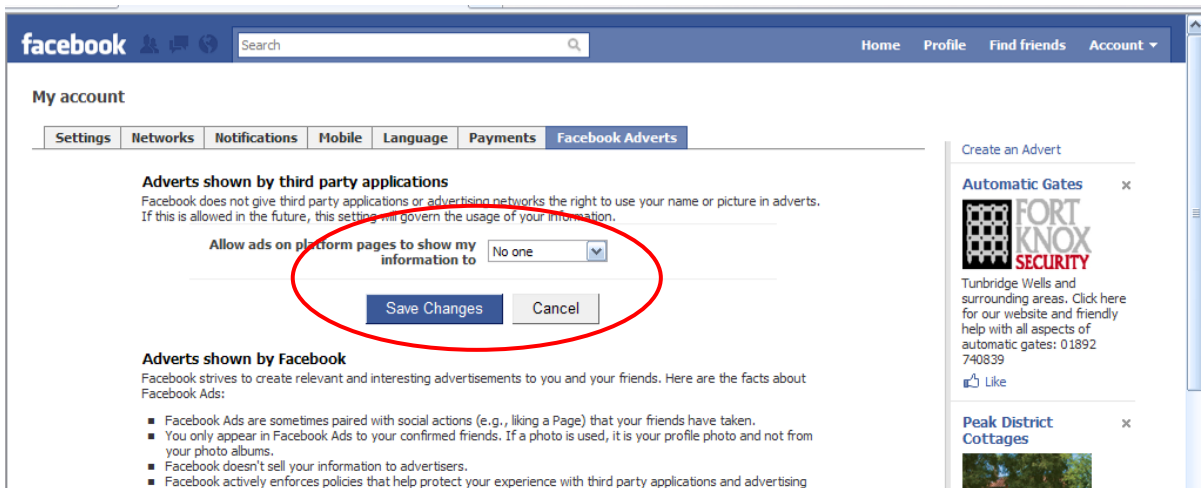 facebook
Search
Home Profile Find friends Account
My account
Settings Networks Notifications Mobile Language Payments Facebook Adverts
Adverts shown by third party applications
Facebook does not give third party applications or advertising networks the right to use your name or picture in adverts.
If this is allowed in the future, this setting will govern the usage of your information.
Allow ads on platform pages to show my
information to
No one
Save Changes Cancel
Adverts shown by Facebook
Facebook strives to create relevant and interesting advertisements to you and your friends. Here are the facts about
Facebook Ads:
■ Facebook Ads are sometimes paired with social actions (e.g., liking a Page) that your friends have taken.
■ You only appear in Facebook Ads to your confirmed friends. If a photo is used, it is your profile photo and not from
your photo albums.
■ Facebook doesn't sell your information to advertisers.
■ Facebook actively enforces policies that help protect your experience with third party applications and advertising
Create an Advert
Automatic Gates
FORT
KNOX
SECURITY
Tunbridge Wells and
surrounding areas. Click here
for our website and friendly
help with all aspects of
automatic gates: 01892
740839
Like
Peak District
Cottages